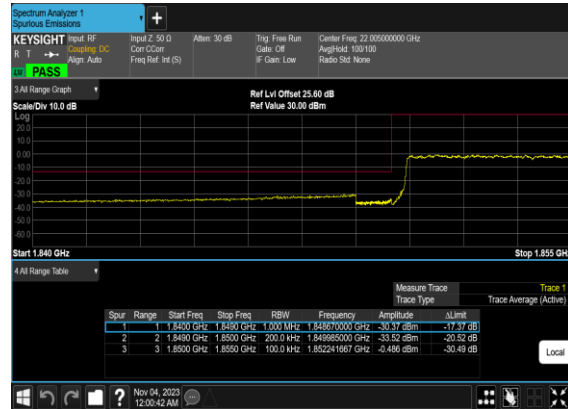 Spectrum Analyzer 1
Spurious Emissions
+
KEYSIGHT Input: RF Input Z: 50 Ω Atten: 30 dB Trig: Free Run Center Freq: 22.005000000 GHz
R T Coupling: DC Corr CCorr Gate: Off Avg|Hold: 100/100
Align: Auto Freq Ref: Int (S) IF Gain: Low Radio Std: None
PASS
3 All Range Graph Ref Lvl Offset 25.60 dB
Scale/Div 10.0 dB Ref Value 30.00 dBm
Log
20.0
10.0
0.00
-10.0
-20.0
-30.0
-40.0
-50.0
-60.0
Start 1.840 GHz Stop 1.855 GHz
4 All Range Table
Measure Trace Trace 1
Trace Type Trace Average (Active)
Spur Range Start Freq Stop Freq RBW Frequency Amplitude ΔLimit
1 1 1.8400 GHz 1.8490 GHz 1.000 MHz 1.848670000 GHz -30.37 dBm -17.37 dB
2 2 1.8490 GHz 1.8500 GHz 200.0 kHz 1.849985000 GHz -33.52 dBm -20.52 dB
3 3 1.8500 GHz 1.8550 GHz 100.0 kHz 1.852241667 GHz -0.486 dBm -30.49 dB
Local
? Nov 04, 2023
12:00:42 AM